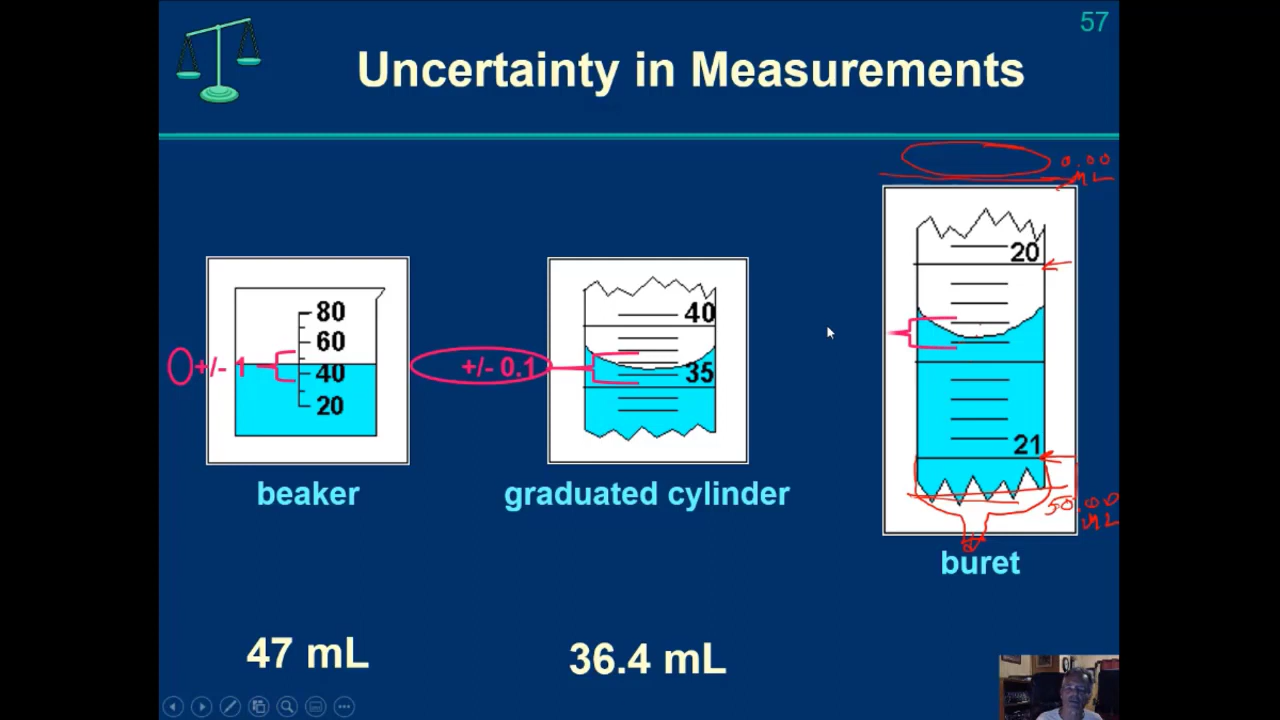 57
Uncertainty in Measurements
0.00
ML
20
40
80
60
+/- 1
+/- 0.1
40
35
20
21
50.00
ML
beaker
graduated cylinder
buret
47 mL
36.4 mL